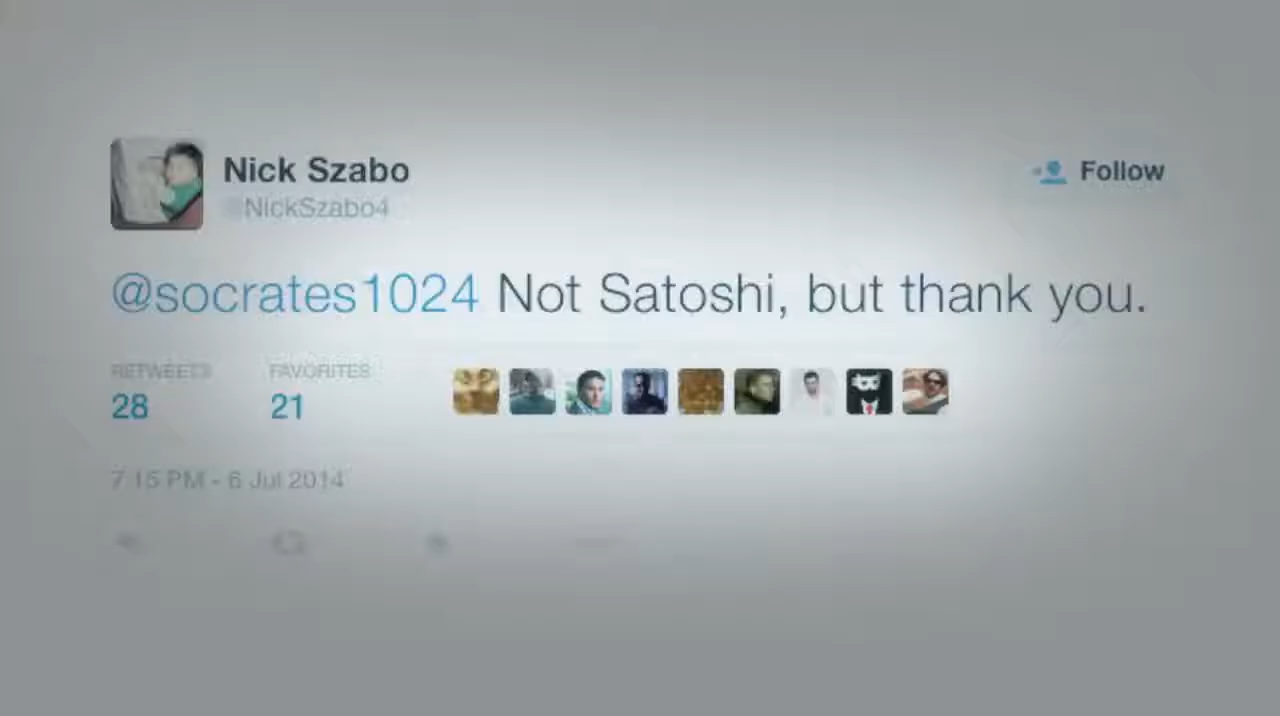 Nick Szabo
@NickSzabo4
Follow
@socrates1024 Not Satoshi, but thank you.
RETWEETS
28
FAVORITES
21
7:15 PM - 6 Jul 2014